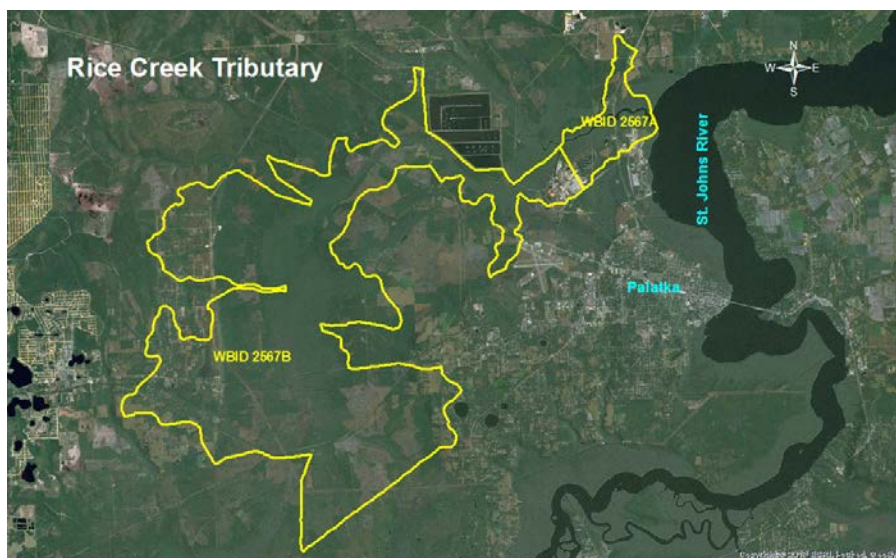 Rice Creek Tributary
N
W E
S
WBID 2567A
St. Johns River
Palatka
WBID 2567B